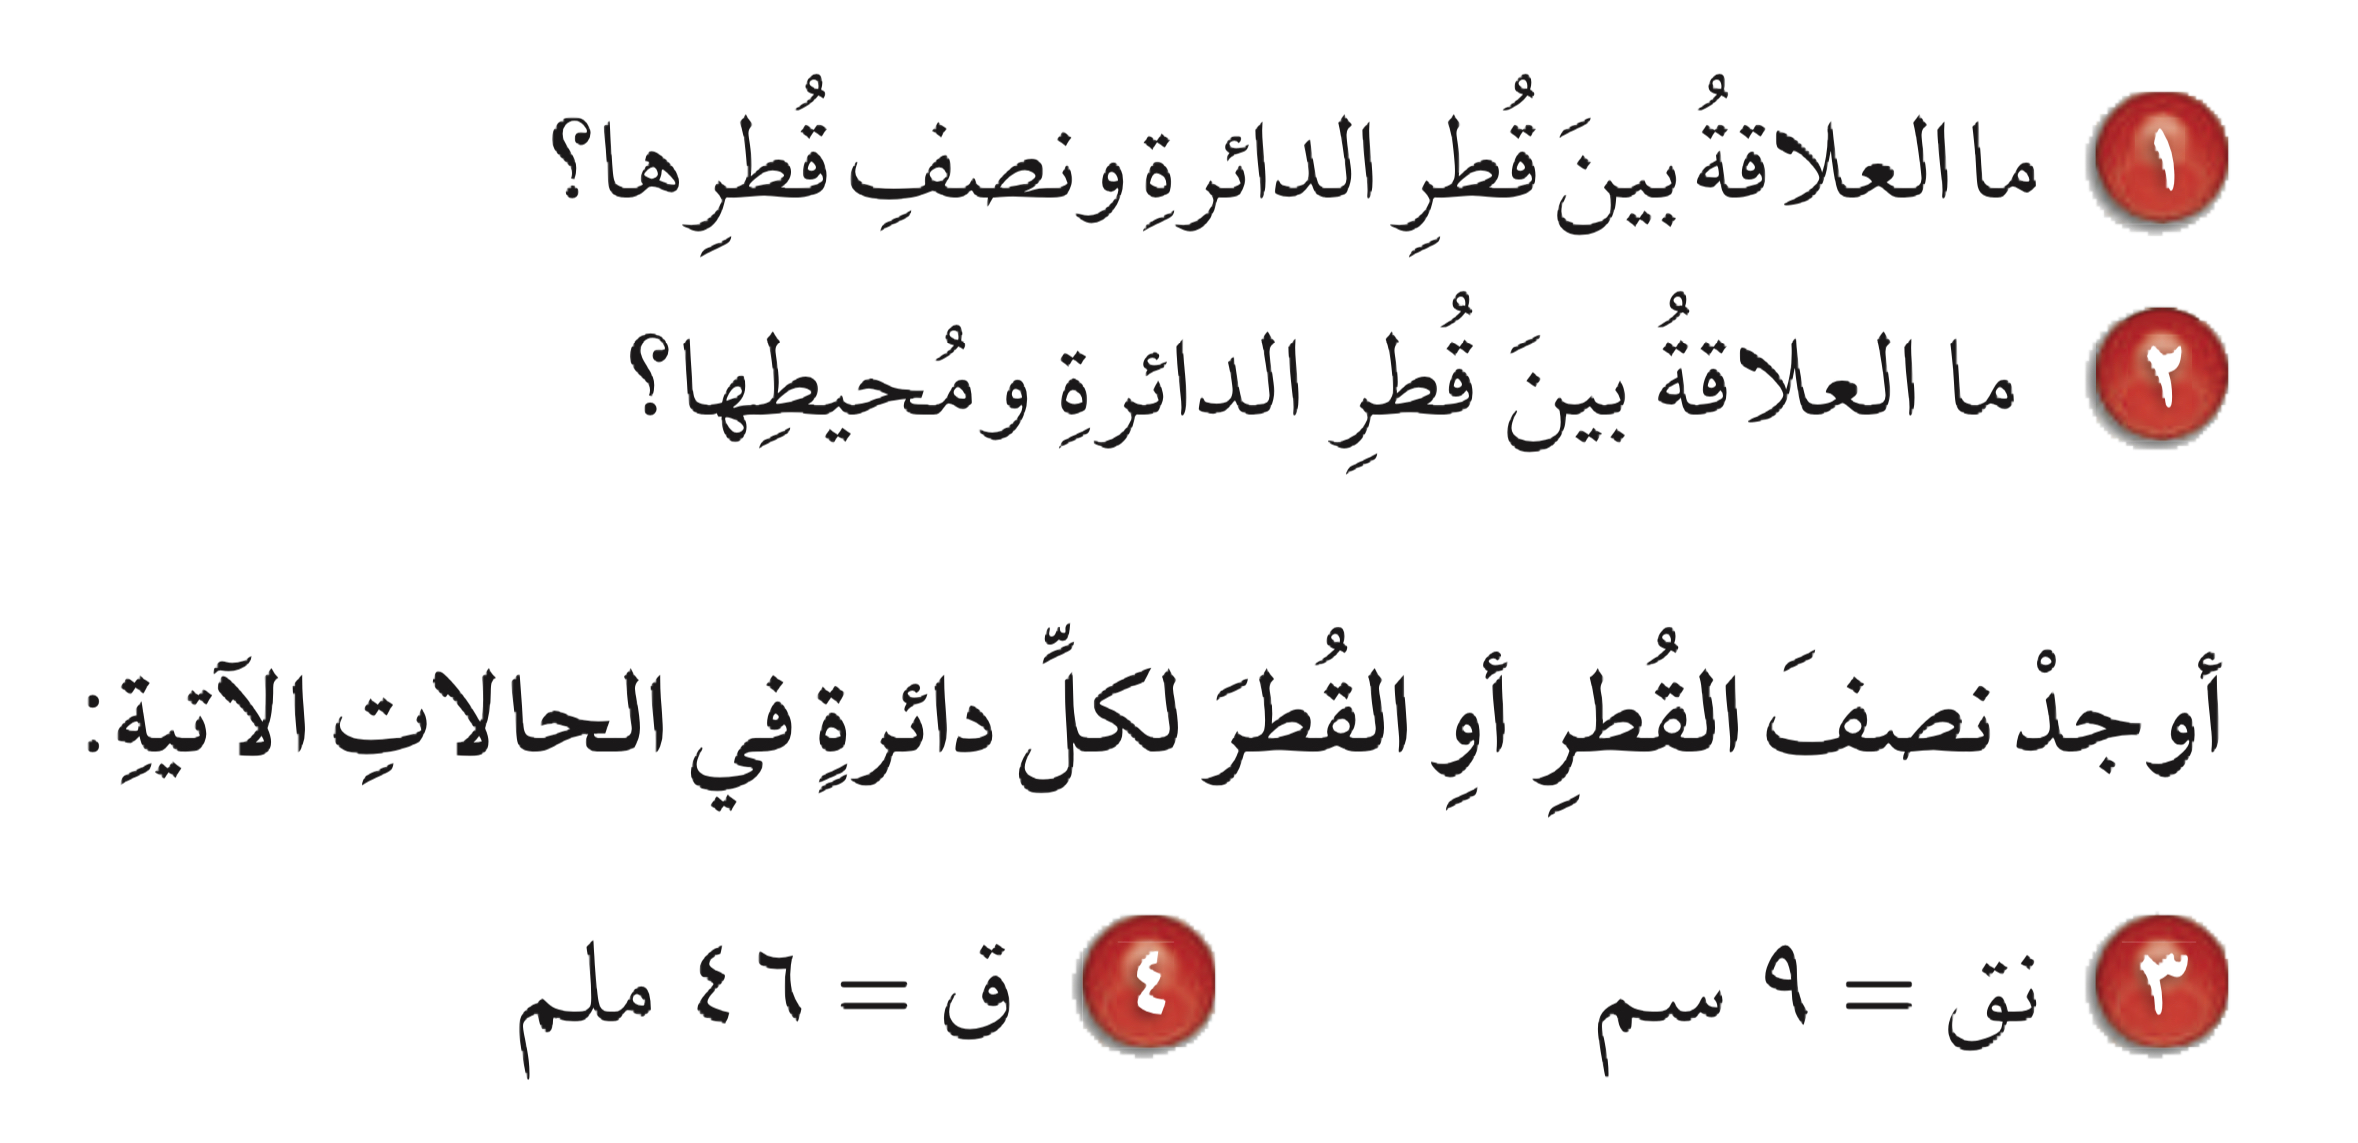 ١ ما العلاقةُ بينَ قُطرِ الدائرةِ ونصفِ قُطرِها؟
٢ ما العلاقةُ بينَ قُطرِ الدائرةِ ومُحيطِها؟
أوجدْ نصفَ القُطرِ أوِ القُطرَ لكلِّ دائرةٍ في الحالاتِ الآتيةِ:
٣ نق = ٩ سم ٤ ق = ٤٦ ملم